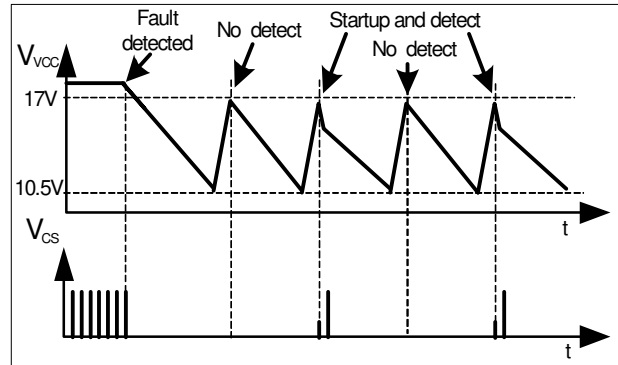 Fault
detected
No detect
Startup and detect
No detect
VVCC
17V
10.5V
t
VCS
t